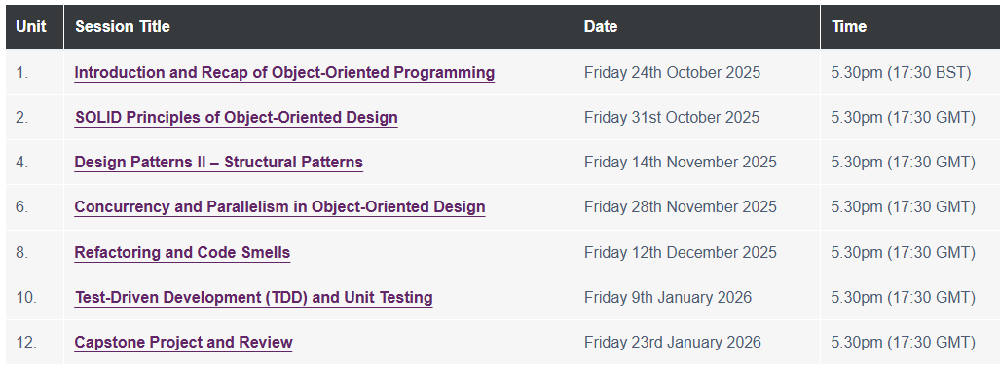 Unit Session Title Date Time
1. Introduction and Recap of Object-Oriented Programming Friday 24th October 2025 5.30pm (17:30 BST)
2. SOLID Principles of Object-Oriented Design Friday 31st October 2025 5.30pm (17:30 GMT)
4. Design Patterns II – Structural Patterns Friday 14th November 2025 5.30pm (17:30 GMT)
6. Concurrency and Parallelism in Object-Oriented Design Friday 28th November 2025 5.30pm (17:30 GMT)
8. Refactoring and Code Smells Friday 12th December 2025 5.30pm (17:30 GMT)
10. Test-Driven Development (TDD) and Unit Testing Friday 9th January 2026 5.30pm (17:30 GMT)
12. Capstone Project and Review Friday 23rd January 2026 5.30pm (17:30 GMT)